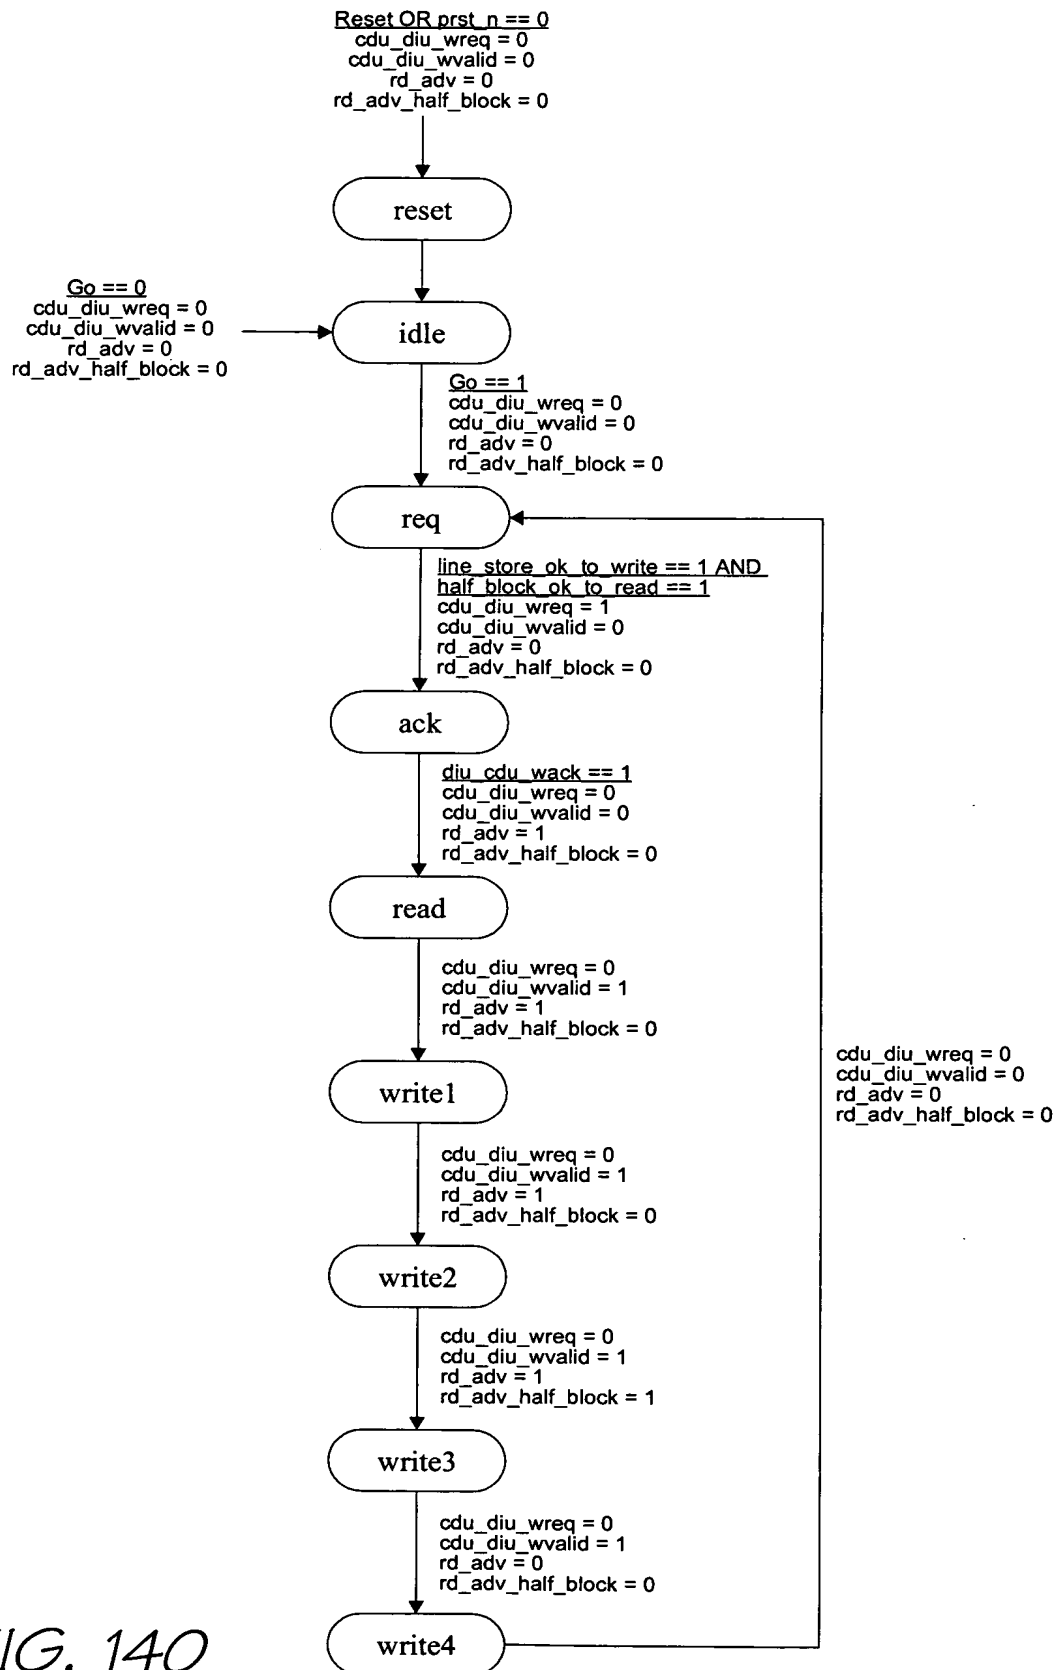 Reset OR prst_n == 0
cdu_diu_wreq = 0
cdu_diu_wvalid = 0
rd_adv = 0
rd_adv_half_block = 0
reset
Go == 0
cdu_diu_wreq = 0
cdu_diu_wvalid = 0
rd_adv = 0
rd_adv_half_block = 0
idle
Go == 1
cdu_diu_wreq = 0
cdu_diu_wvalid = 0
rd_adv = 0
rd_adv_half_block = 0
req
line_store_ok_to_write == 1 AND
half_block_ok_to_read == 1
cdu_diu_wreq = 1
cdu_diu_wvalid = 0
rd_adv = 0
rd_adv_half_block = 0
ack
diu_cdu_wack == 1
cdu_diu_wreq = 0
cdu_diu_wvalid = 0
rd_adv = 1
rd_adv_half_block = 0
read
cdu_diu_wreq = 0
cdu_diu_wvalid = 1
rd_adv = 1
rd_adv_half_block = 0
cdu_diu_wreq = 0
cdu_diu_wvalid = 0
rd_adv = 0
rd_adv_half_block = 0
write1
cdu_diu_wreq = 0
cdu_diu_wvalid = 1
rd_adv = 1
rd_adv_half_block = 0
write2
cdu_diu_wreq = 0
cdu_diu_wvalid = 1
rd_adv = 1
rd_adv_half_block = 1
write3
cdu_diu_wreq = 0
cdu_diu_wvalid = 1
rd_adv = 0
rd_adv_half_block = 0
write4
FIG. 140